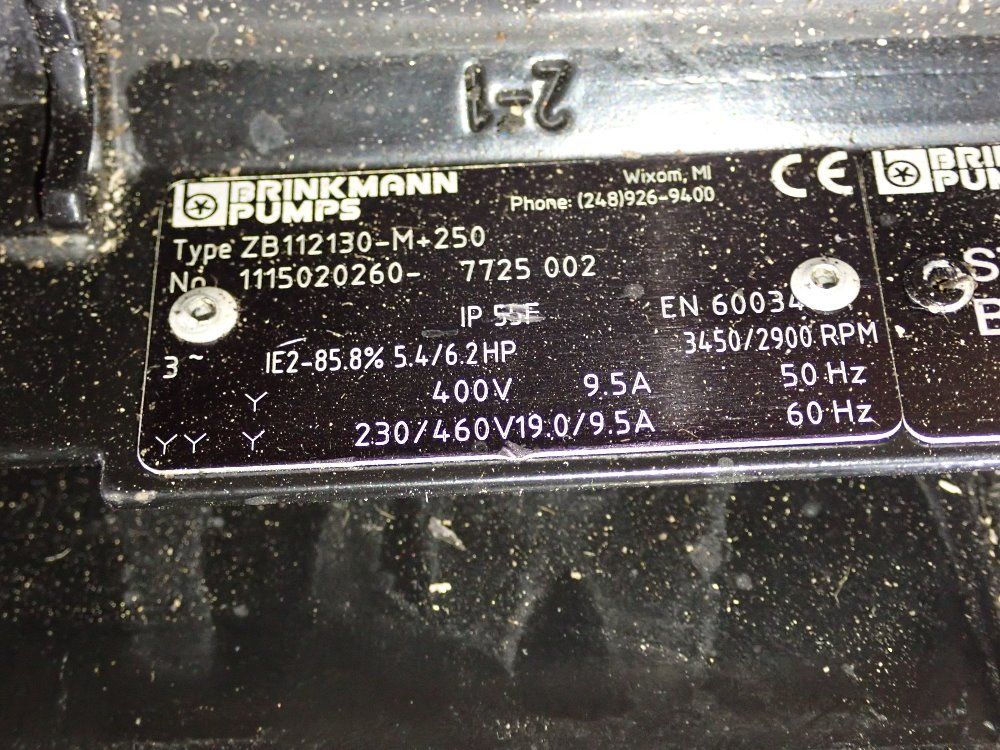 2-1
BRINKMANN
PUMPS
Wixom, MI
Phone: (248)926-9400
CE
Type ZB112130-M+250
No. 1115020260- 7725 002
IP 55F
EN 60034
3~ IE2-85.8% 5.4/6.2HP 3450/2900 RPM
Y 400V 9.5A 50 Hz
YY Y 230/460V19.0/9.5A 60 Hz
BRIN
PUM
S
B